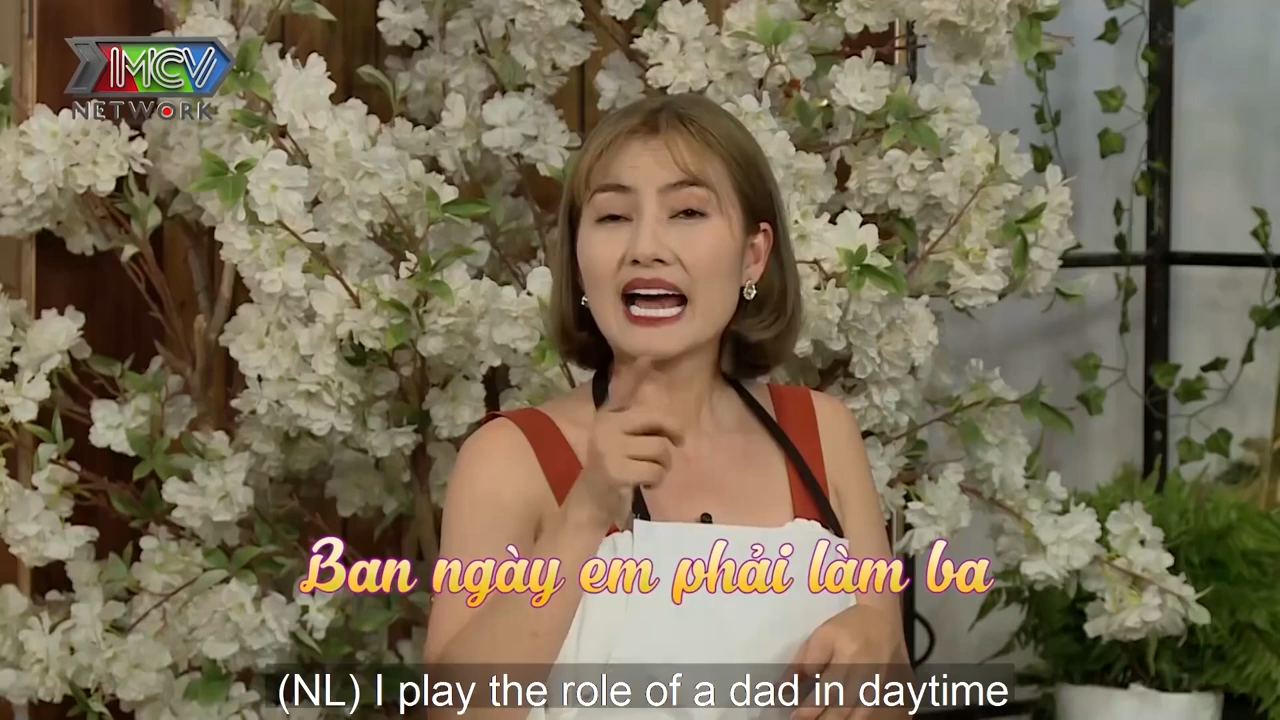 MCV
NETWORK
Ban ngày em phải làm ba
(NL) I play the role of a dad in daytime